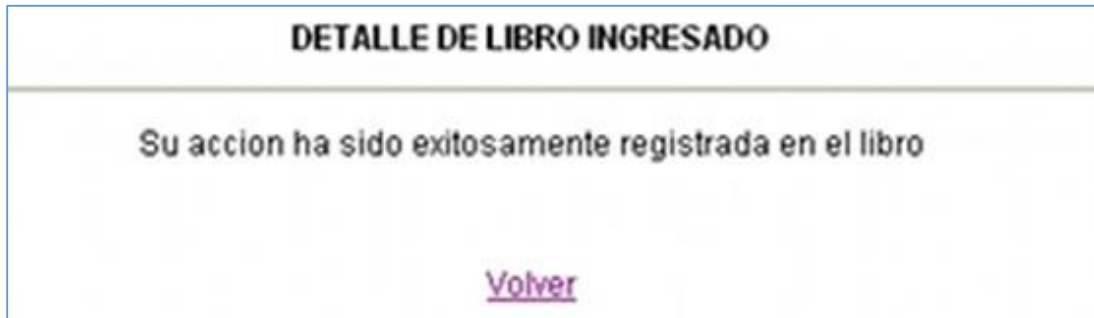 DETALLE DE LIBRO INGRESADO
Su accion ha sido exitosamente registrada en el libro
Volver